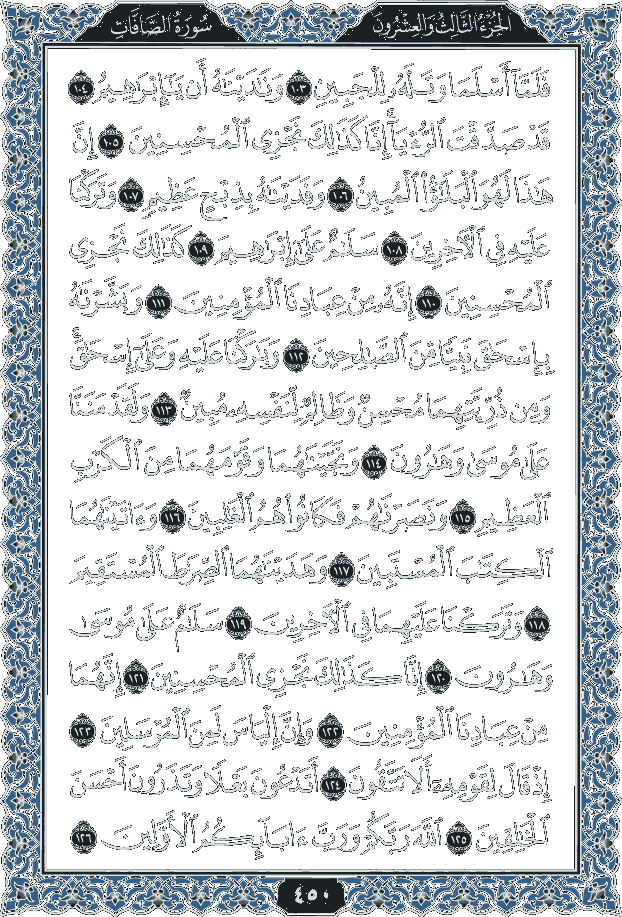 الجزء الثالث والعشرون
سورة الصافات
فَلَمَّآ أَسْلَمَا وَتَلَّهُۥ لِلْجَبِينِ ١٠٣ وَنَٰدَيْنَٰهُ أَن يَٰٓإِبْرَٰهِيمُ ١٠٤
قَدْ صَدَّقْتَ ٱلرُّءْيَآ إِنَّا كَذَٰلِكَ نَجْزِى ٱلْمُحْسِنِينَ ١٠٥ إِنَّ
هَٰذَا لَهُوَ ٱلْبَلَٰٓؤُا۟ ٱلْمُبِينُ ١٠٦ وَفَدَيْنَٰهُ بِذِبْحٍ عَظِيمٍ ١٠٧ وَتَرَكْنَا
عَلَيْهِ فِى ٱلْءَاخِرِينَ ١٠٨ سَلَٰمٌ عَلَىٰٓ إِبْرَٰهِيمَ ١٠٩ كَذَٰلِكَ نَجْزِى
ٱلْمُحْسِنِينَ ١١٠ إِنَّهُۥ مِنْ عِبَادِنَا ٱلْمُؤْمِنِينَ ١١١ وَبَشَّرْنَٰهُ
بِإِسْحَٰقَ نَبِيًّا مِّنَ ٱلصَّٰلِحِينَ ١١٢ وَبَٰرَكْنَا عَلَيْهِ وَعَلَىٰٓ إِسْحَٰقَ
وَمِن ذُرِّيَّتِهِمَا مُحْسِنٌ وَظَالِمٌ لِّنَفْسِهِۦ مُبِينٌ ١١٣ وَلَقَدْ مَنَنَّا
عَلَىٰ مُوسَىٰ وَهَٰرُونَ ١١٤ وَنَجَّيْنَٰهُمَا وَقَوْمَهُمَا مِنَ ٱلْكَرْبِ
ٱلْعَظِيمِ ١١٥ وَنَصَرْنَٰهُمْ فَكَانُوا۟ هُمُ ٱلْغَٰلِبِينَ ١١٦ وَءَاتَيْنَٰهُمَا
ٱلْكِتَٰبَ ٱلْمُسْتَبِينَ ١١٧ وَهَدَيْنَٰهُمَا ٱلصِّرَٰطَ ٱلْمُسْتَقِيمَ
١١٨ وَتَرَكْنَا عَلَيْهِمَا فِى ٱلْءَاخِرِينَ ١١٩ سَلَٰمٌ عَلَىٰ مُوسَىٰ
وَهَٰرُونَ ١٢٠ إِنَّا كَذَٰلِكَ نَجْزِى ٱلْمُحْسِنِينَ ١٢١ إِنَّهُمَا
مِنْ عِبَادِنَا ٱلْمُؤْمِنِينَ ١٢٢ وَإِنَّ إِلْيَاسَ لَمِنَ ٱلْمُرْسَلِينَ ١٢٣
إِذْ قَالَ لِقَوْمِهِۦٓ أَلَا تَتَّقُونَ ١٢٤ أَتَدْعُونَ بَعْلًا وَتَذَرُونَ أَحْسَنَ
ٱلْخَٰلِقِينَ ١٢٥ ٱللَّهَ رَبَّكُمْ وَرَبَّ ءَابَآئِكُمُ ٱلْأَوَّلِينَ ١٢٦
٤٥٠